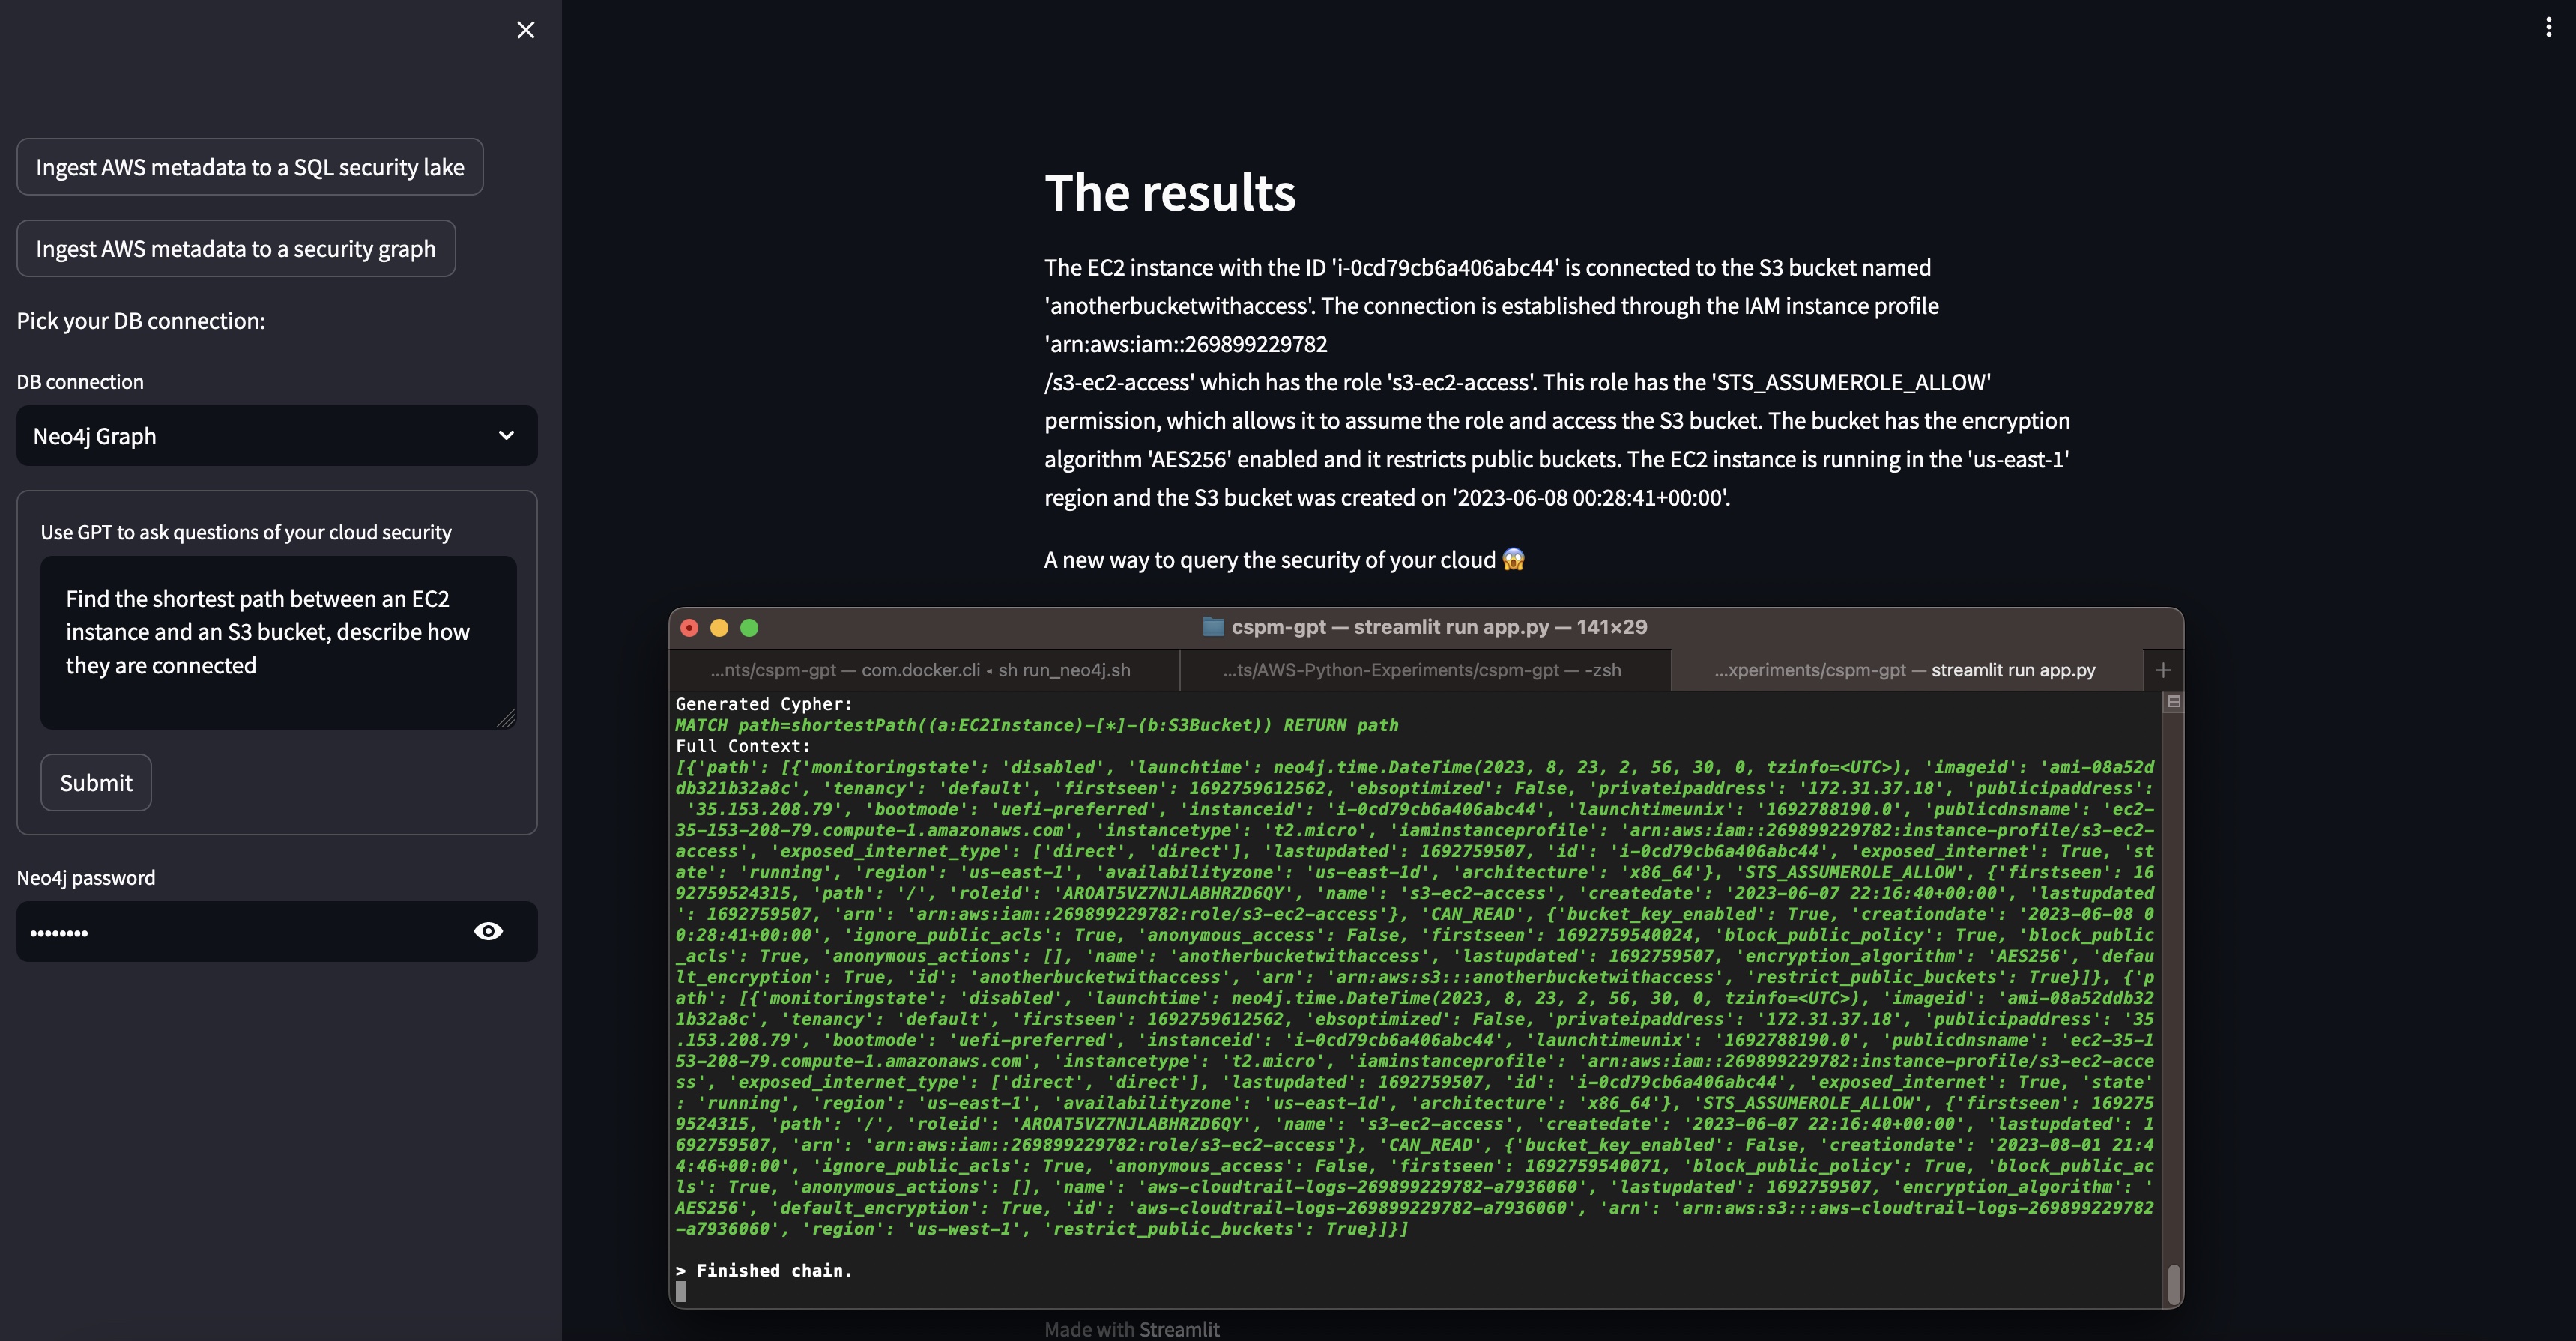 Ingest AWS metadata to a SQL security lake
Ingest AWS metadata to a security graph
Pick your DB connection:
DB connection
Neo4j Graph
Use GPT to ask questions of your cloud security
Find the shortest path between an EC2
instance and an S3 bucket, describe how
they are connected
Submit
Neo4j password
••••••••
The results
The EC2 instance with the ID 'i-0cd79cb6a406abc44' is connected to the S3 bucket named
'anotherbucketwithaccess'. The connection is established through the IAM instance profile
'arn:aws:iam::269899229782
/s3-ec2-access' which has the role 's3-ec2-access'. This role has the 'STS_ASSUMEROLE_ALLOW'
permission, which allows it to assume the role and access the S3 bucket. The bucket has the encryption
algorithm 'AES256' enabled and it restricts public buckets. The EC2 instance is running in the 'us-east-1'
region and the S3 bucket was created on '2023-06-08 00:28:41+00:00'.
A new way to query the security of your cloud 😱
cspm-gpt — streamlit run app.py — 141×29
...nts/cspm-gpt — com.docker.cli ◂ sh run_neo4j.sh
...ts/AWS-Python-Experiments/cspm-gpt — -zsh
...xperiments/cspm-gpt — streamlit run app.py
Generated Cypher:
MATCH path=shortestPath((a:EC2Instance)-[*]-(b:S3Bucket)) RETURN path
Full Context:
[{'path': [{'monitoringstate': 'disabled', 'launchtime': neo4j.time.DateTime(2023, 8, 23, 2, 56, 30, 0, tzinfo=<UTC>), 'imageid': 'ami-08a52d
db321b32a8c', 'tenancy': 'default', 'firstseen': 1692759612562, 'ebsoptimized': False, 'privateipaddress': '172.31.37.18', 'publicipaddress':
 '35.153.208.79', 'bootmode': 'uefi-preferred', 'instanceid': 'i-0cd79cb6a406abc44', 'launchtimeunix': '1692788190.0', 'publicdnsname': 'ec2-
35-153-208-79.compute-1.amazonaws.com', 'instancetype': 't2.micro', 'iaminstanceprofile': 'arn:aws:iam::269899229782:instance-profile/s3-ec2-
access', 'exposed_internet_type': ['direct', 'direct'], 'lastupdated': 1692759507, 'id': 'i-0cd79cb6a406abc44', 'exposed_internet': True, 'st
ate': 'running', 'region': 'us-east-1', 'availabilityzone': 'us-east-1d', 'architecture': 'x86_64'}, 'STS_ASSUMEROLE_ALLOW', {'firstseen': 16
92759524315, 'path': '/', 'roleid': 'AROAT5VZ7NJLABHRZD6QY', 'name': 's3-ec2-access', 'createdate': '2023-06-07 22:16:40+00:00', 'lastupdated
': 1692759507, 'arn': 'arn:aws:iam::269899229782:role/s3-ec2-access'}, 'CAN_READ', {'bucket_key_enabled': True, 'creationdate': '2023-06-08 0
0:28:41+00:00', 'ignore_public_acls': True, 'anonymous_access': False, 'firstseen': 1692759540024, 'block_public_policy': True, 'block_public
_acls': True, 'anonymous_actions': [], 'name': 'anotherbucketwithaccess', 'lastupdated': 1692759507, 'encryption_algorithm': 'AES256', 'defau
lt_encryption': True, 'id': 'anotherbucketwithaccess', 'arn': 'arn:aws:s3:::anotherbucketwithaccess', 'restrict_public_buckets': True}]}, {'p
ath': [{'monitoringstate': 'disabled', 'launchtime': neo4j.time.DateTime(2023, 8, 23, 2, 56, 30, 0, tzinfo=<UTC>), 'imageid': 'ami-08a52ddb32
1b32a8c', 'tenancy': 'default', 'firstseen': 1692759612562, 'ebsoptimized': False, 'privateipaddress': '172.31.37.18', 'publicipaddress': '35
.153.208.79', 'bootmode': 'uefi-preferred', 'instanceid': 'i-0cd79cb6a406abc44', 'launchtimeunix': '1692788190.0', 'publicdnsname': 'ec2-35-1
53-208-79.compute-1.amazonaws.com', 'instancetype': 't2.micro', 'iaminstanceprofile': 'arn:aws:iam::269899229782:instance-profile/s3-ec2-acce
ss', 'exposed_internet_type': ['direct', 'direct'], 'lastupdated': 1692759507, 'id': 'i-0cd79cb6a406abc44', 'exposed_internet': True, 'state'
: 'running', 'region': 'us-east-1', 'availabilityzone': 'us-east-1d', 'architecture': 'x86_64'}, 'STS_ASSUMEROLE_ALLOW', {'firstseen': 169275
9524315, 'path': '/', 'roleid': 'AROAT5VZ7NJLABHRZD6QY', 'name': 's3-ec2-access', 'createdate': '2023-06-07 22:16:40+00:00', 'lastupdated': 1
692759507, 'arn': 'arn:aws:iam::269899229782:role/s3-ec2-access'}, 'CAN_READ', {'bucket_key_enabled': False, 'creationdate': '2023-08-01 21:4
4:46+00:00', 'ignore_public_acls': True, 'anonymous_access': False, 'firstseen': 1692759540071, 'block_public_policy': True, 'block_public_ac
ls': True, 'anonymous_actions': [], 'name': 'aws-cloudtrail-logs-269899229782-a7936060', 'lastupdated': 1692759507, 'encryption_algorithm': '
AES256', 'default_encryption': True, 'id': 'aws-cloudtrail-logs-269899229782-a7936060', 'arn': 'arn:aws:s3:::aws-cloudtrail-logs-269899229782
-a7936060', 'region': 'us-west-1', 'restrict_public_buckets': True}]}]
> Finished chain.
Made with Streamlit